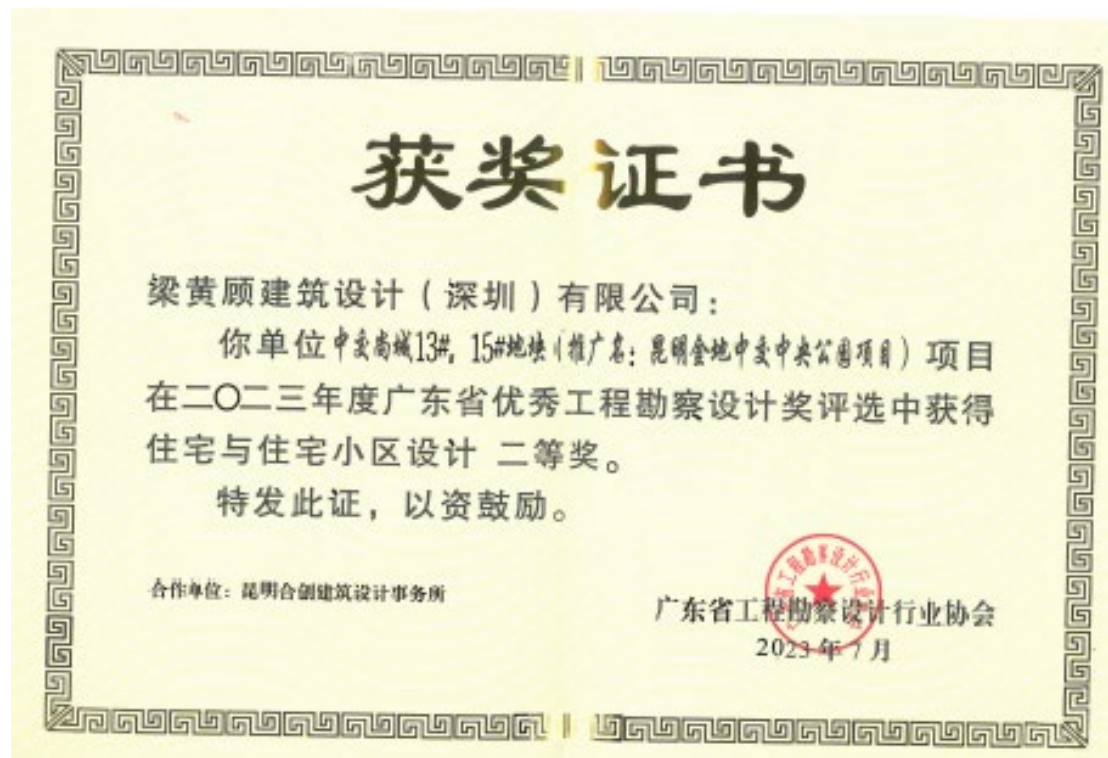 获奖证书
梁黄顾建筑设计（深圳）有限公司：
你单位中交尚城13#，15#地块（推广名：昆明金地中交中央公园项目）项目
在二〇二三年度广东省优秀工程勘察设计奖评选中获得
住宅与住宅小区设计 二等奖。
特发此证，以资鼓励。
合作单位：昆明合创建筑设计事务所
广东省工程勘察设计行业协会
2023年7月